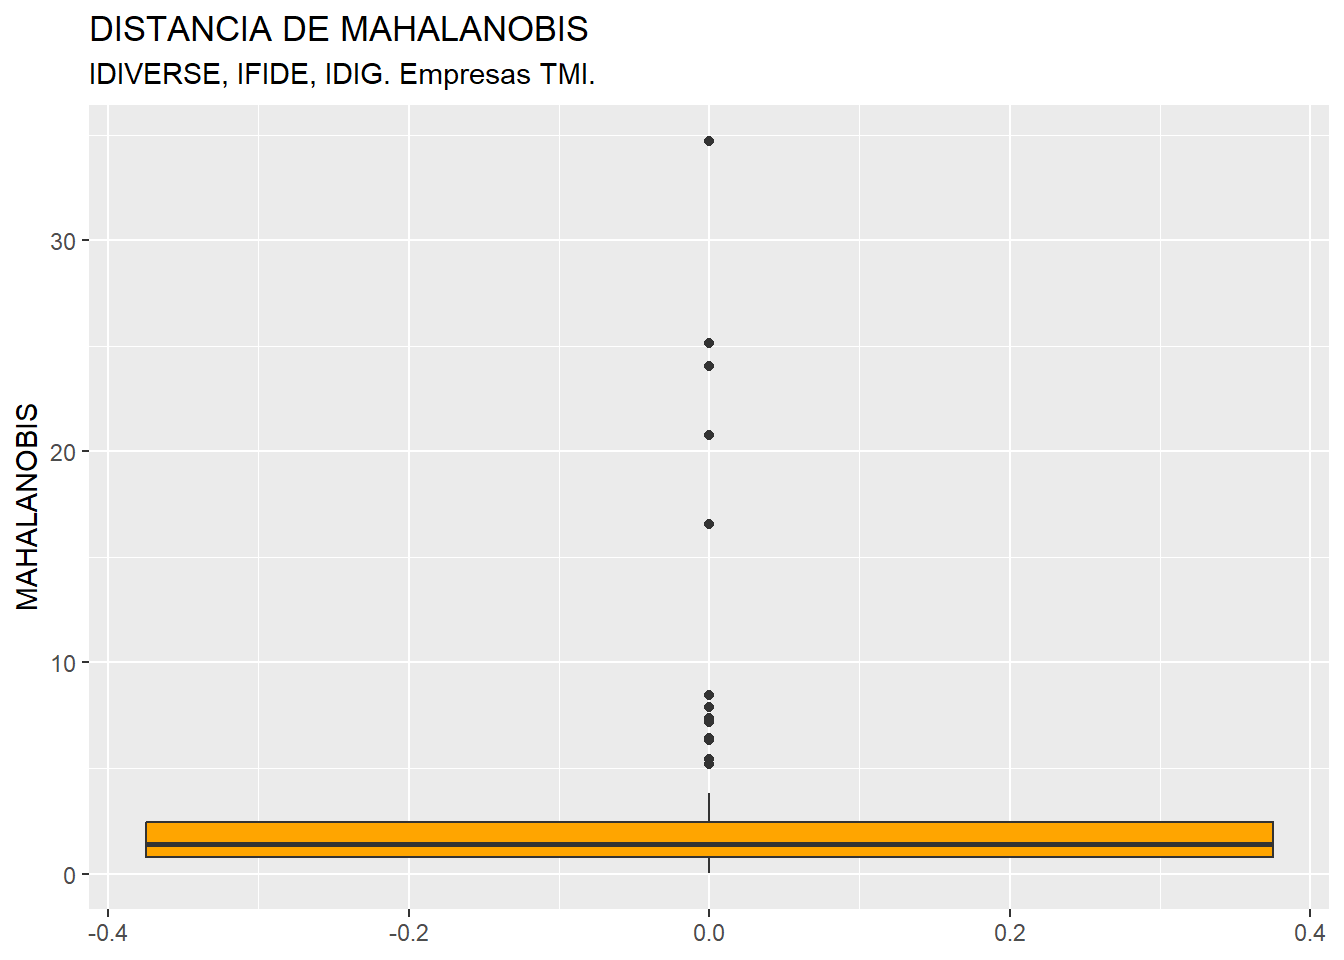 DISTANCIA DE MAHALANOBIS
IDIVERSE, IFIDE, IDIG. Empresas TMI.
MAHALANOBIS
30
20
10
0
-0.4 -0.2 0.0 0.2 0.4